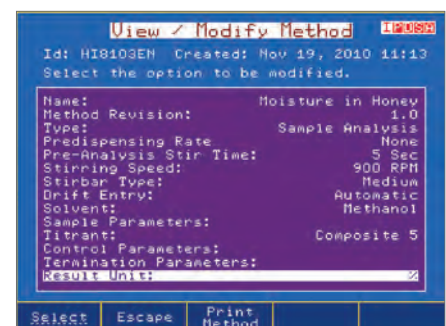 View / Modify Method
Id: HI8103EN Created: Nov 19, 2010 11:13
Select the option to be modified.
Name: Moisture in Honey
Method Revision: 1.0
Type: Sample Analysis
Predispensing Rate None
Pre-Analysis Stir Time: 5 Sec
Stirring Speed: 900 RPM
Stirbar Type: Medium
Drift Entry: Automatic
Solvent: Methanol
Sample Parameters:
Titrant: Composite 5
Control Parameters:
Termination Parameters:
Result Unit: %
Select Escape Print Method